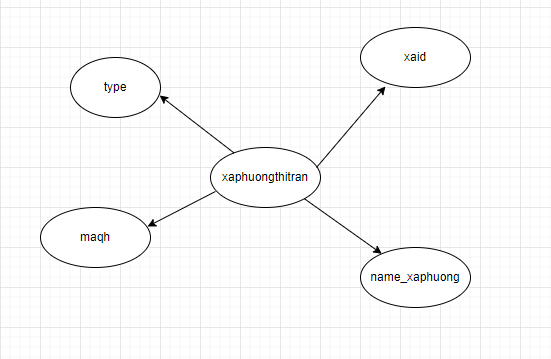 xaid
type
xaphuongthitran
maqh
name_xaphuong